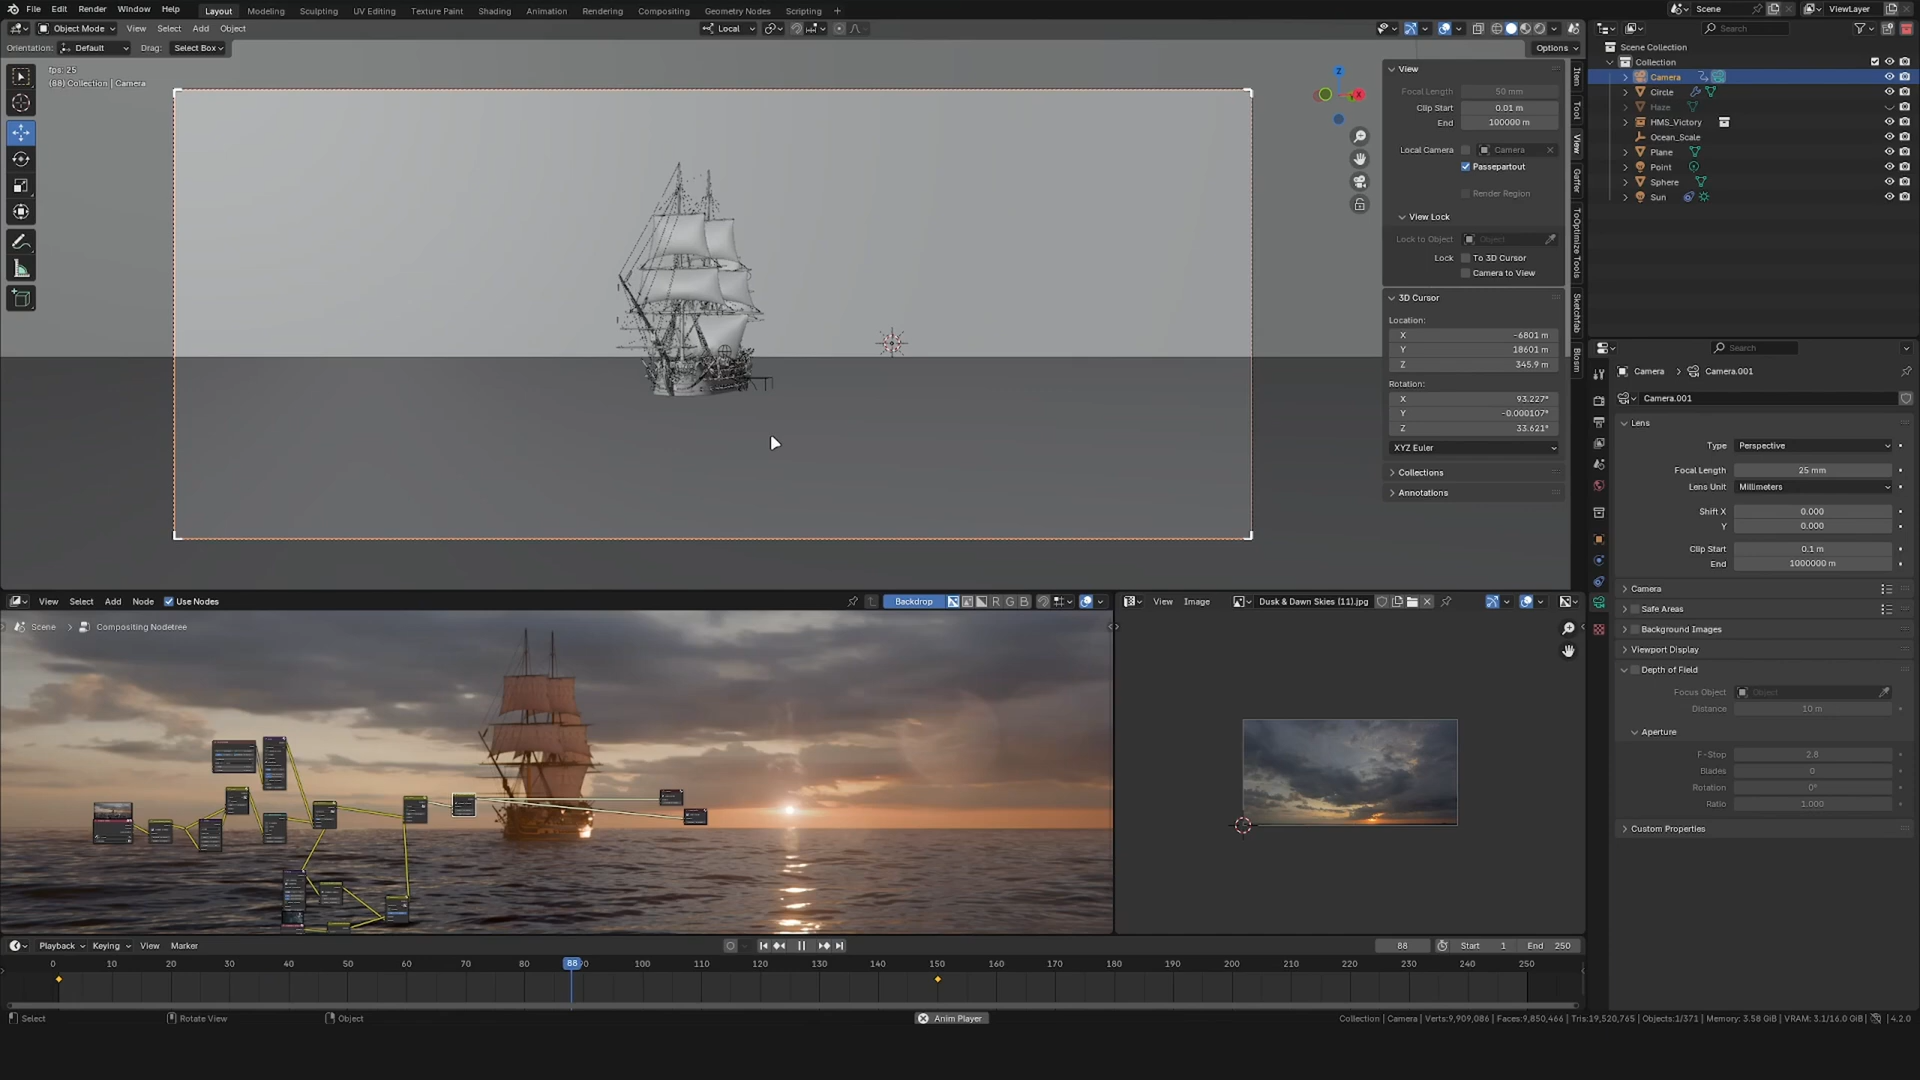 File Edit Render Window Help Layout Modeling Sculpting UV Editing Texture Paint Shading Animation Rendering Compositing Geometry Nodes Scripting + Scene ViewLayer
Object Mode View Select Add Object Local Search
Orientation: Default Drag: Select Box Options
fps: 25
(88) Collection | Camera
View
Focal Length 50 mm
Clip Start 0.01 m
End 100000 m
Local Camera Camera
Passepartout
Render Region
View Lock
Lock to Object Object
Lock To 3D Cursor
Camera to View
3D Cursor
Location:
X -6801 m
Y 18601 m
Z 345.9 m
Rotation:
X 93.227°
Y -0.000107°
Z 33.621°
XYZ Euler
Collections
Annotations
Item
Tool
View
Gaffer
ToOptimize Tools
Sketchfab
Blosm
Z
X
Scene Collection
Collection
Camera
Circle
Haze
HMS_Victory
Ocean_Scale
Plane
Point
Sphere
Sun
Search
Camera > Camera.001
Camera.001
Lens
Type Perspective
Focal Length 25 mm
Lens Unit Millimeters
Shift X 0.000
Y 0.000
Clip Start 0.1 m
End 1000000 m
Camera
Safe Areas
Background Images
Viewport Display
Depth of Field
Focus Object Object
Distance 10 m
Aperture
F-Stop 2.8
Blades 0
Rotation 0°
Ratio 1.000
Custom Properties
View Select Add Node Use Nodes Backdrop R G B
Scene > Compositing Nodetree
View Image Dusk & Dawn Skies (11).jpg
Playback Keying View Marker 88 Start 1 End 250
0 10 20 30 40 50 60 70 80 88 90 100 110 120 130 140 150 160 170 180 190 200 210 220 230 240 250
Select Rotate View Object Anim Player Collection | Camera | Verts:9,909,086 | Faces:9,850,466 | Tris:19,520,765 | Objects:1/371 | Memory: 3.58 GiB | VRAM: 3.1/16.0 GiB | 4.2.0